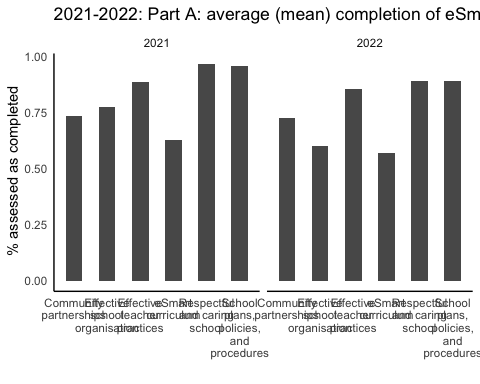 2021-2022: Part A: average (mean) completion of eSm
2021
2022
% assessed as completed
1.00
0.75
0.50
0.25
0.00
Community
partnerships
Effective
school
organisation
Effective
teacher
practices
eSmart
curriculum
Respectful
and caring
school
School
plans,
policies,
and
procedures
Community
partnerships
Effective
school
organisation
Effective
teacher
practices
eSmart
curriculum
Respectful
and caring
school
School
plans,
policies,
and
procedures